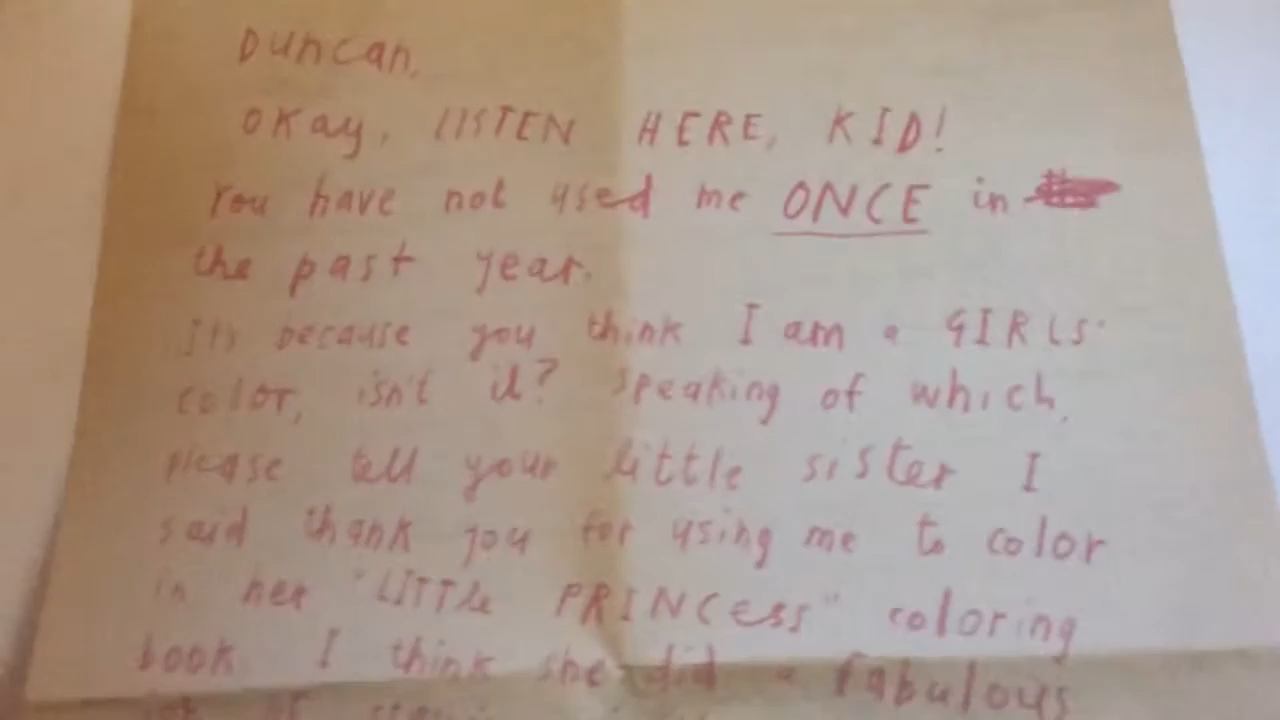 Duncan,
Okay, LISTEN HERE, KID!
You have not used me ONCE in
the past year.
It's because you think I am a GIRLS
color, isn't it? Speaking of which,
please tell your little sister I
said thank you for using me to color
in her "LITTLE PRINCESS" coloring
book I think she did a fabulous
job of